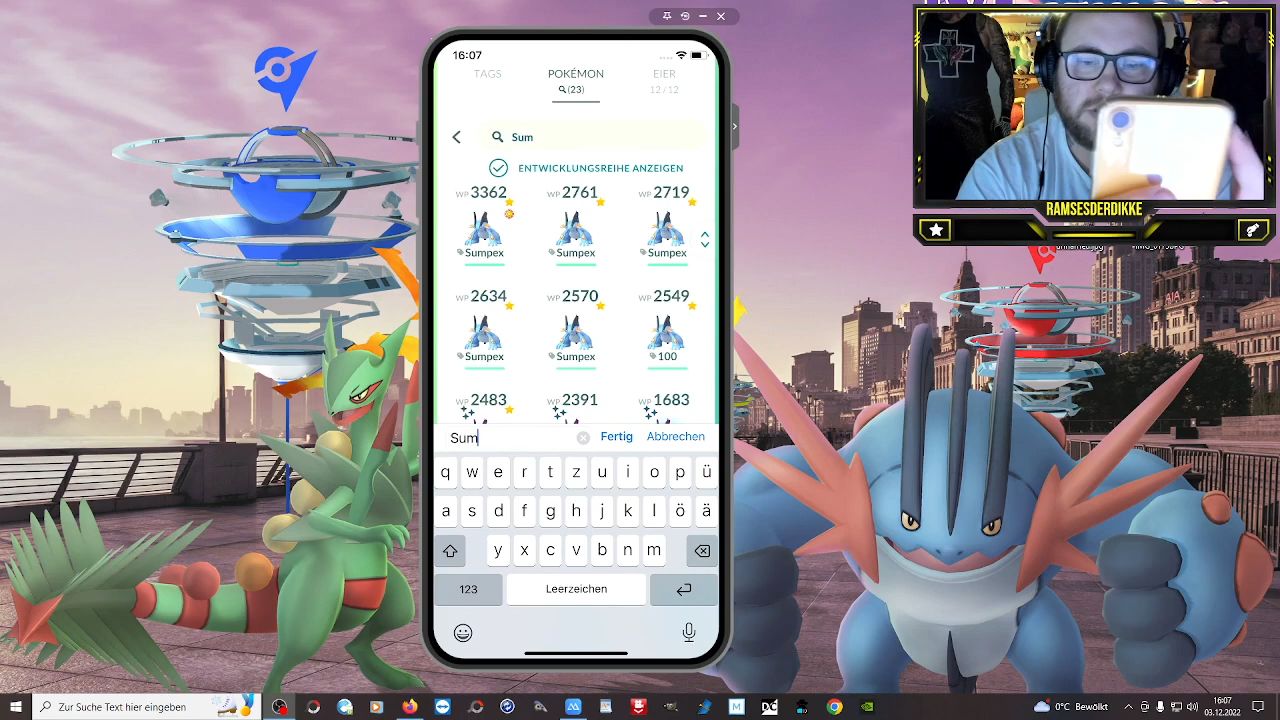 16:07
TAGS
POKÉMON
EIER
(23)
12 / 12
Sum
ENTWICKLUNGSREIHE ANZEIGEN
WP 3362
WP 2761
WP 2719
Sumpex
Sumpex
Sumpex
WP 2634
WP 2570
WP 2549
Sumpex
Sumpex
100
WP 2483
WP 2391
WP 1683
Sum
Fertig
Abbrechen
q w e r t z u i o p ü
a s d f g h j k l ö ä
y x c v b n m
123
Leerzeichen
RAMSESDERDIKKE
AIA
Zur Suche Text hier eingeben
M
DC
0°C Bewölkt
16:07
03.12.2022